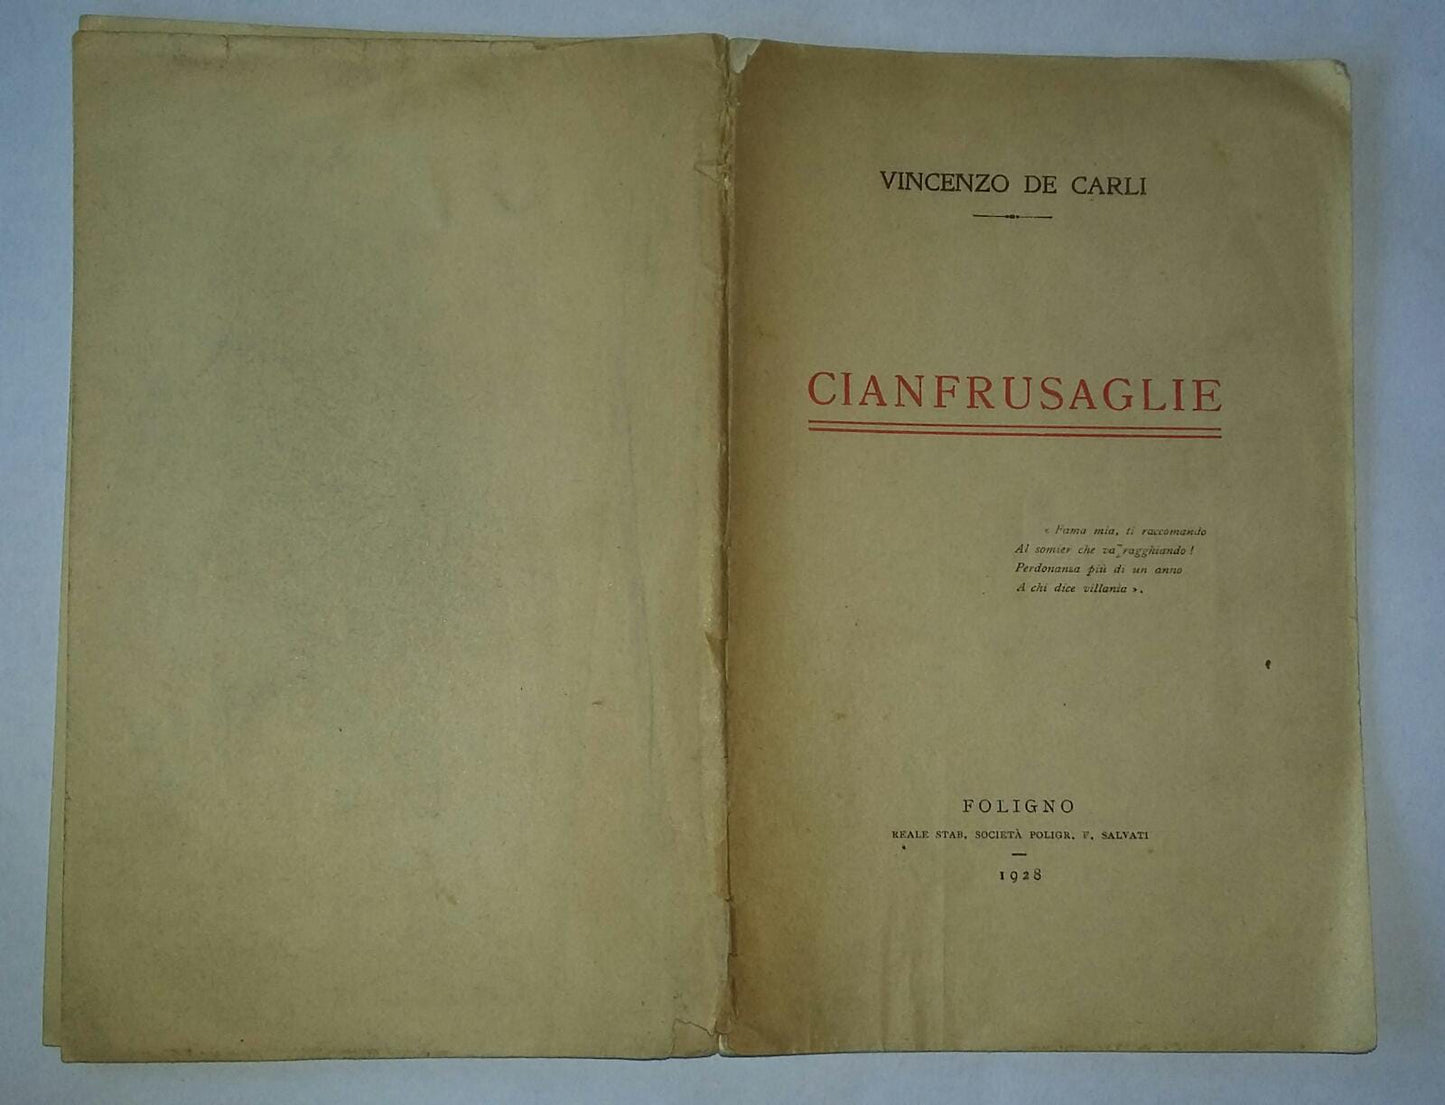 VINCENZO DE CARLI
CIANFRUSAGLIE
« Fama mia, ti raccomando
Al somier che va ragghiando !
Perdonanza più di un anno
A chi dice villania ».
FOLIGNO
REALE STAB. SOCIETÀ POLIGR. F. SALVATI
1928